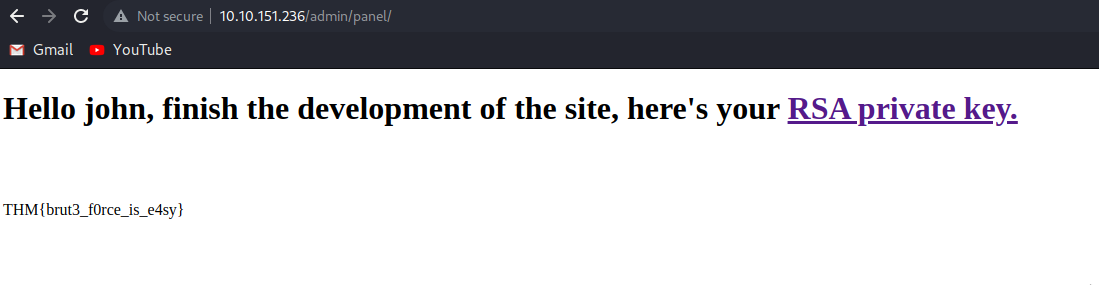 Not secure | 10.10.151.236/admin/panel/
Gmail YouTube
Hello john, finish the development of the site, here's your RSA private key.
THM{brut3_f0rce_is_e4sy}